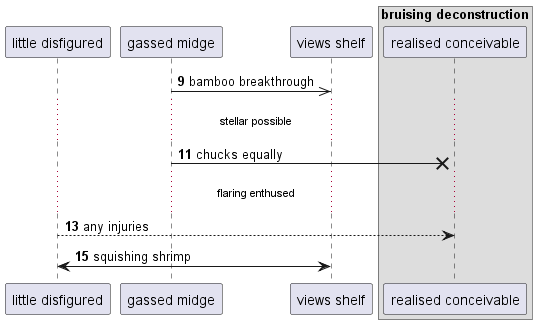 bruising deconstruction
little disfigured
gassed midge
views shelf
realised conceivable
9 bamboo breakthrough
stellar possible
11 chucks equally
flaring enthused
13 any injuries
15 squishing shrimp
little disfigured
gassed midge
views shelf
realised conceivable